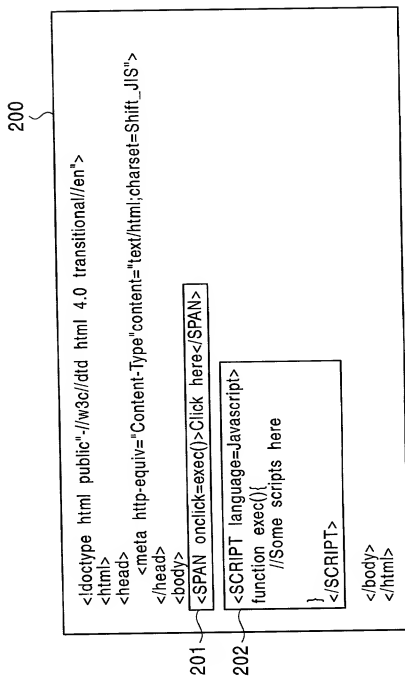 200
<!doctype html public"-//w3c//dtd html 4.0 transitional//en">
<html>
<head>
<meta http-equiv="Content-Type"content="text/html;charset=Shift_JIS">
</head>
<body>
201
<SPAN onclick=exec()>Click here</SPAN>
202
<SCRIPT language=Javascript>
function exec(){
//Some scripts here
}
</SCRIPT>
</body>
</html>